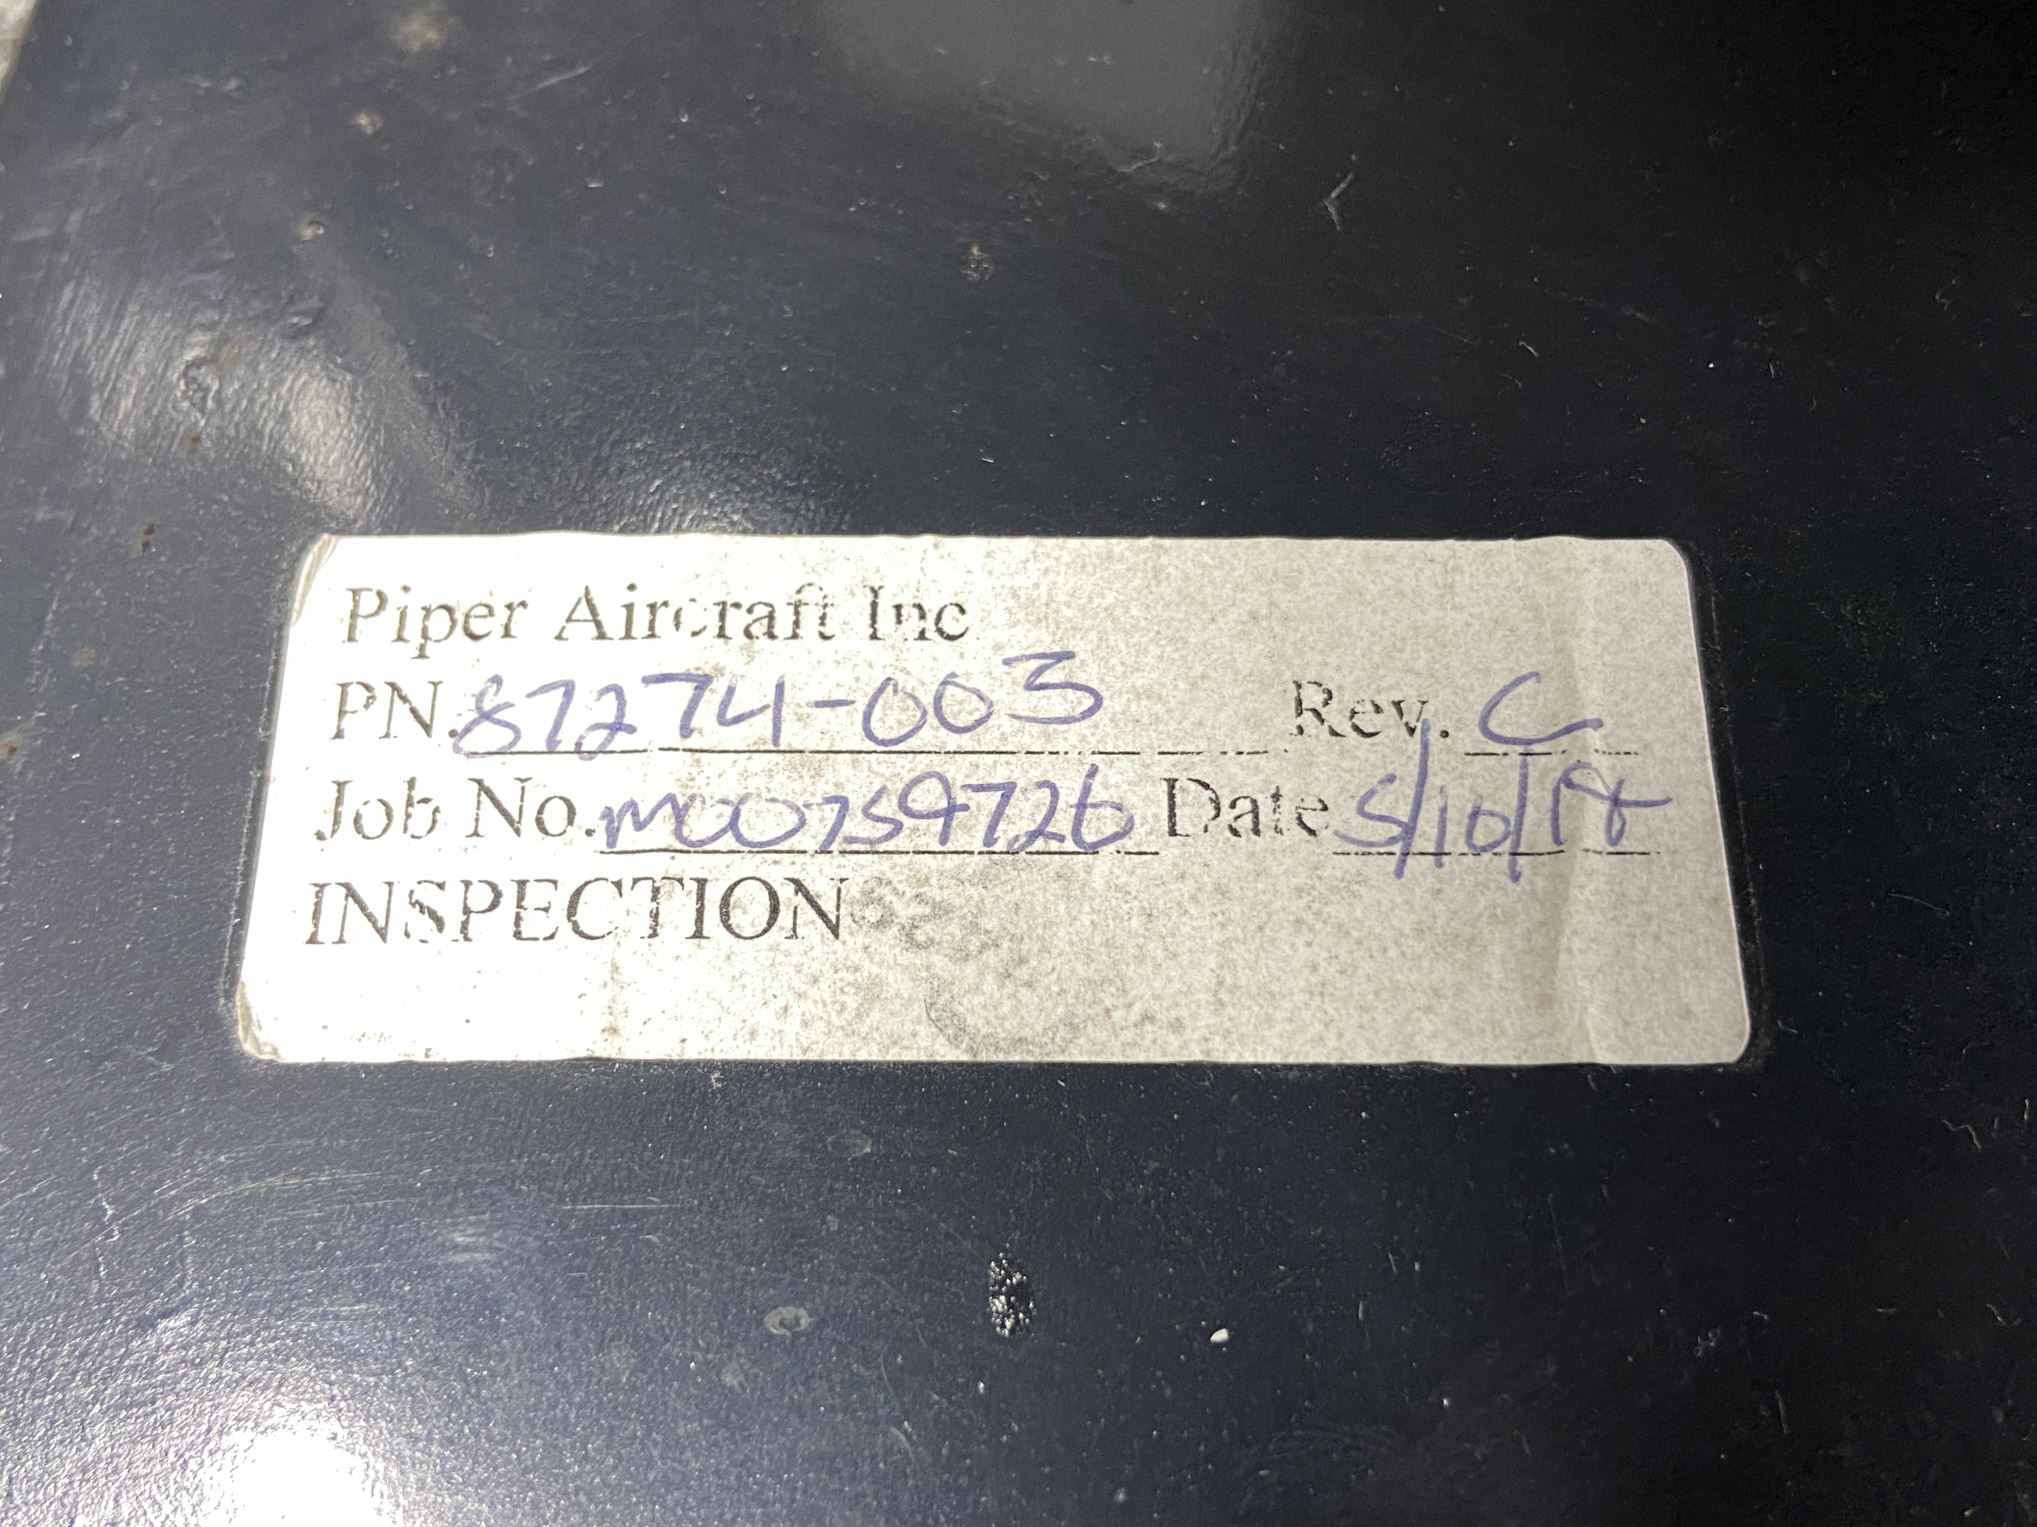 Piper Aircraft Inc
PN. 87274-003 Rev. C
Job No. M00759726 Date 5/10/18
INSPECTION